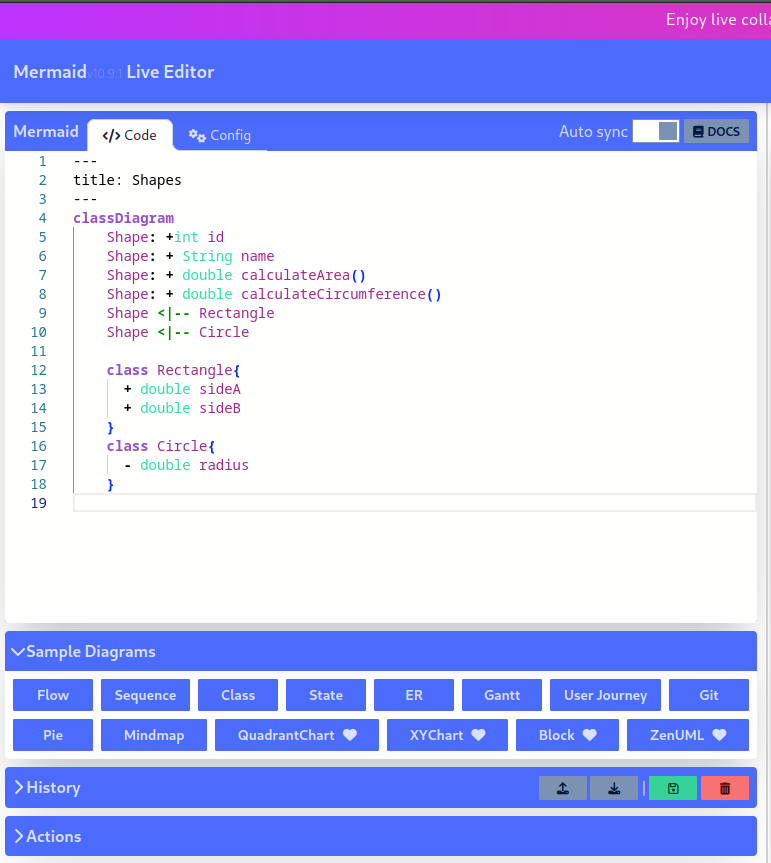 Enjoy live colla
Mermaid v10.9.1 Live Editor
Mermaid </> Code Config Auto sync DOCS
1 ---
2 title: Shapes
3 ---
4 classDiagram
5 Shape: +int id
6 Shape: + String name
7 Shape: + double calculateArea()
8 Shape: + double calculateCircumference()
9 Shape <|-- Rectangle
10 Shape <|-- Circle
11
12 class Rectangle{
13 + double sideA
14 + double sideB
15 }
16 class Circle{
17 - double radius
18 }
19
Sample Diagrams
Flow Sequence Class State ER Gantt User Journey Git
Pie Mindmap QuadrantChart XYChart Block ZenUML
History
Actions